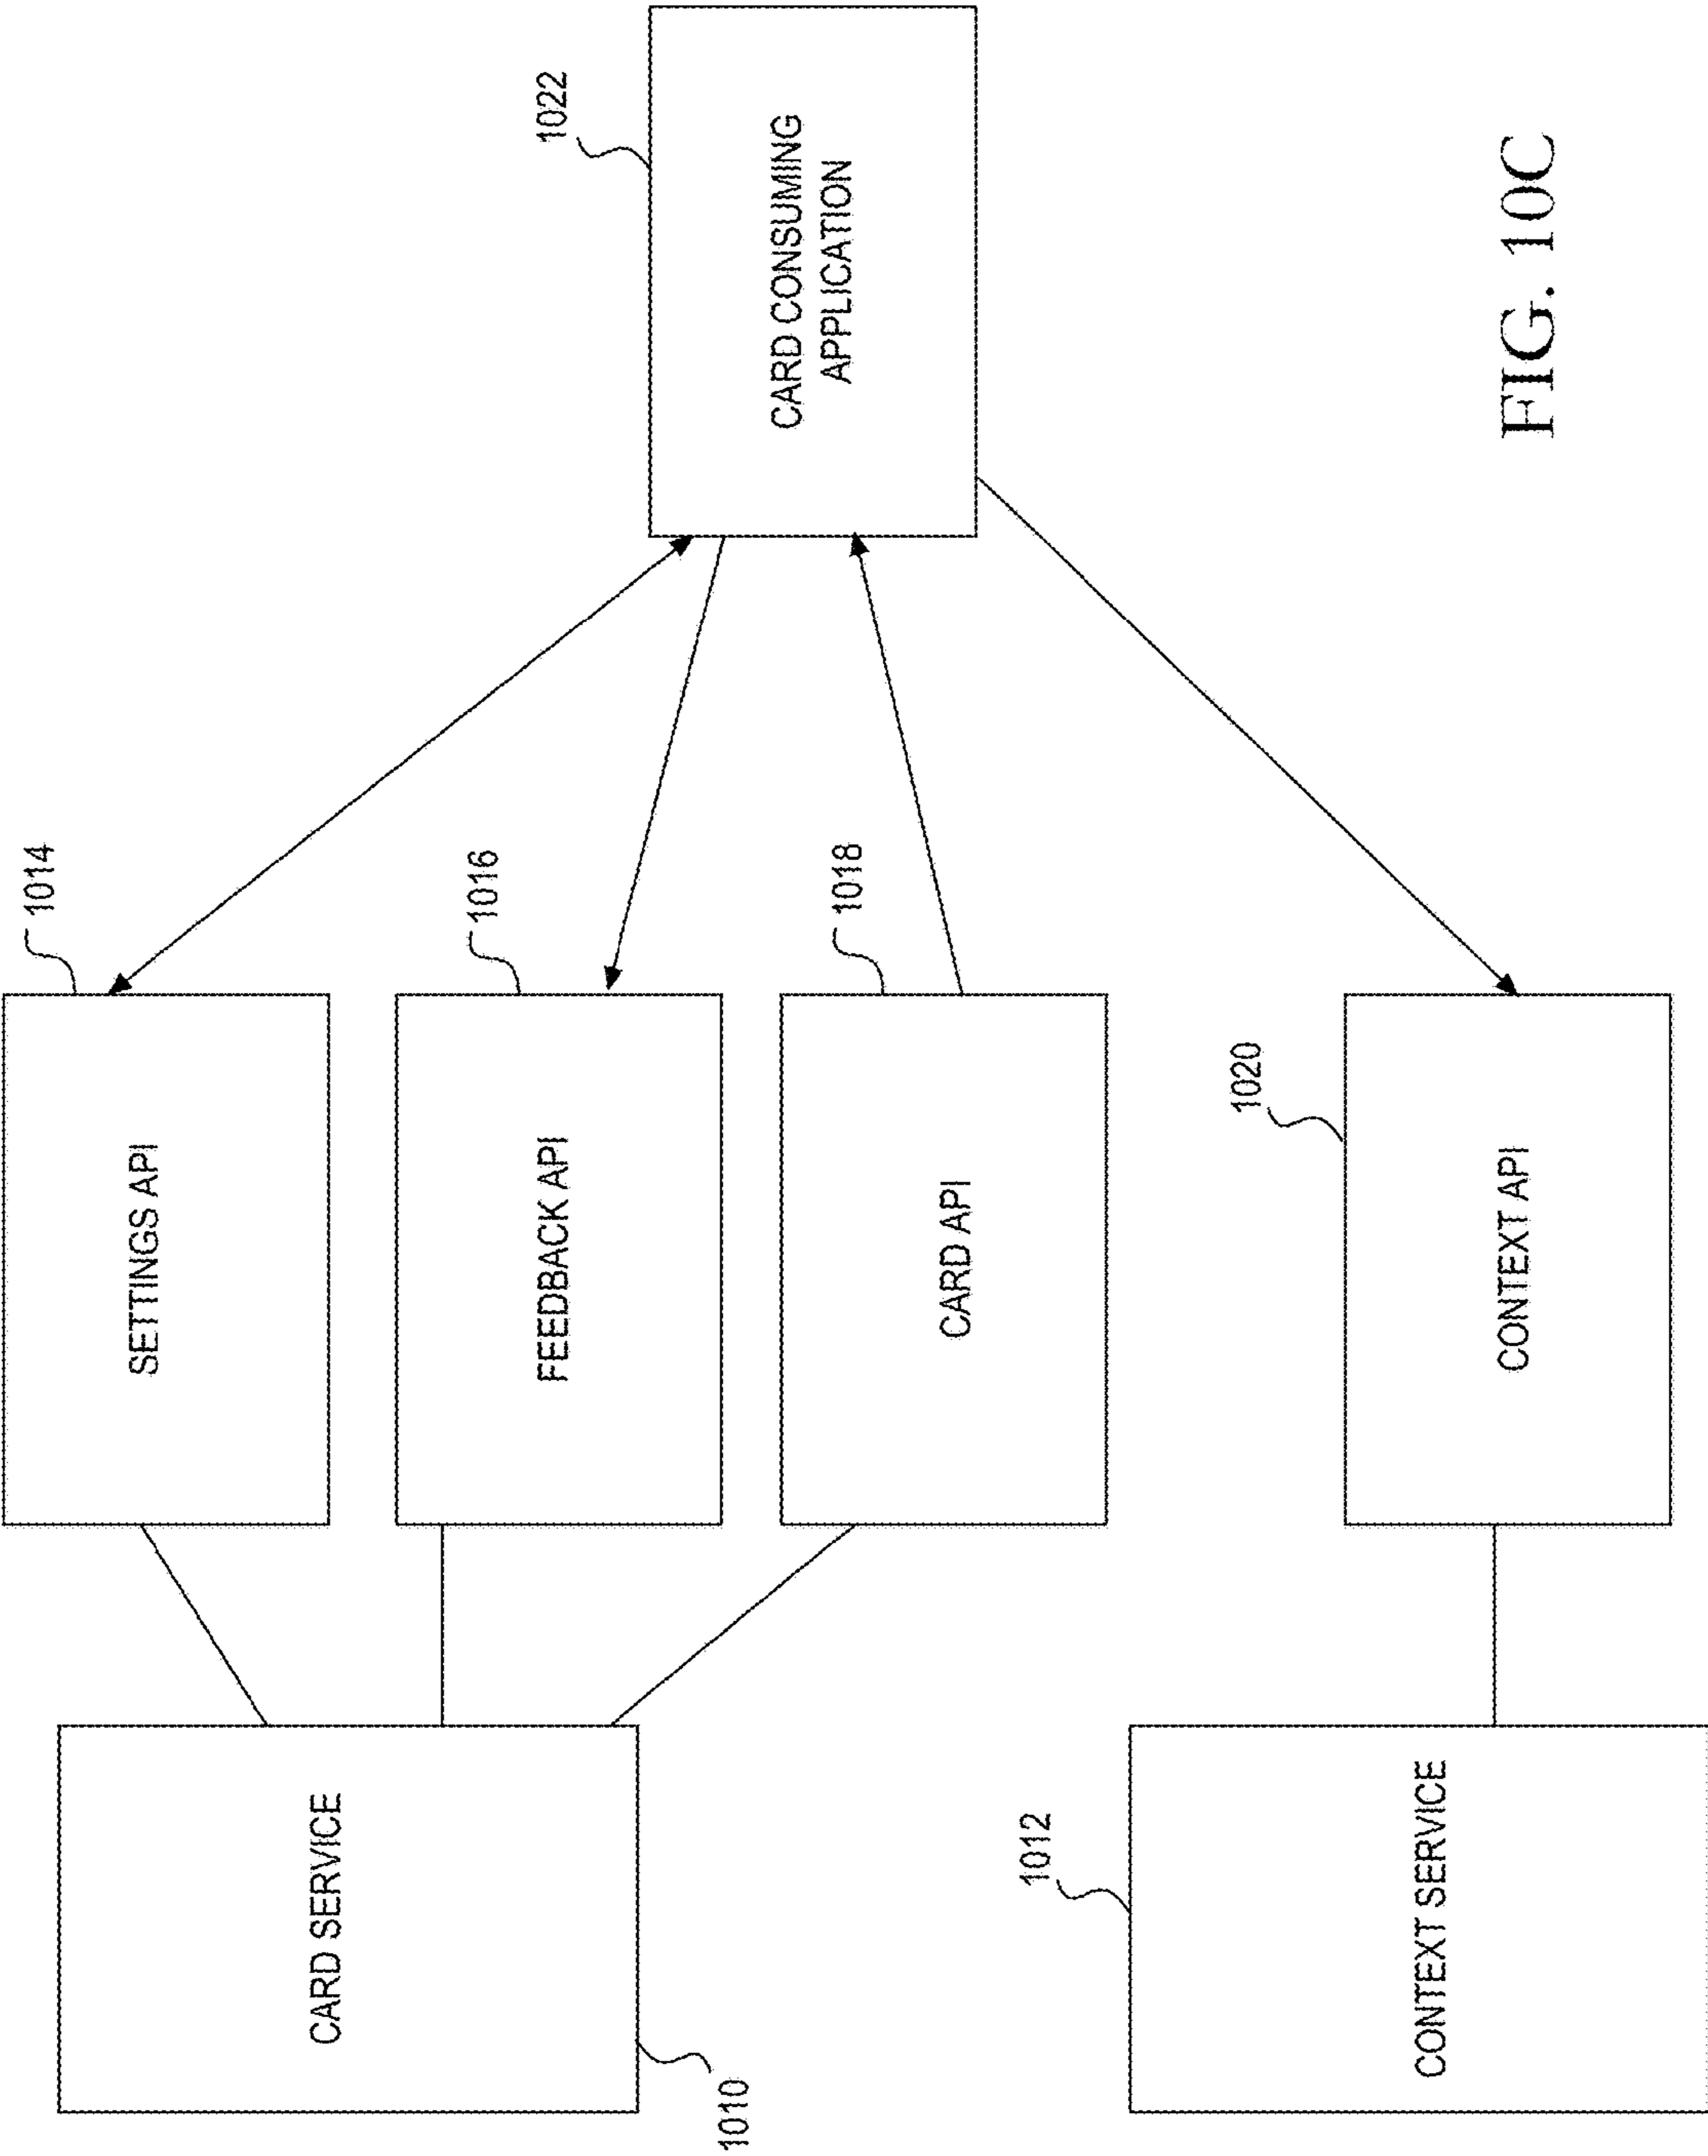 1014
SETTINGS API
1016
FEEDBACK API
1018
CARD API
1020
CONTEXT API
CARD SERVICE
1010
1012
CONTEXT SERVICE
1022
CARD CONSUMING
APPLICATION
FIG. 10C